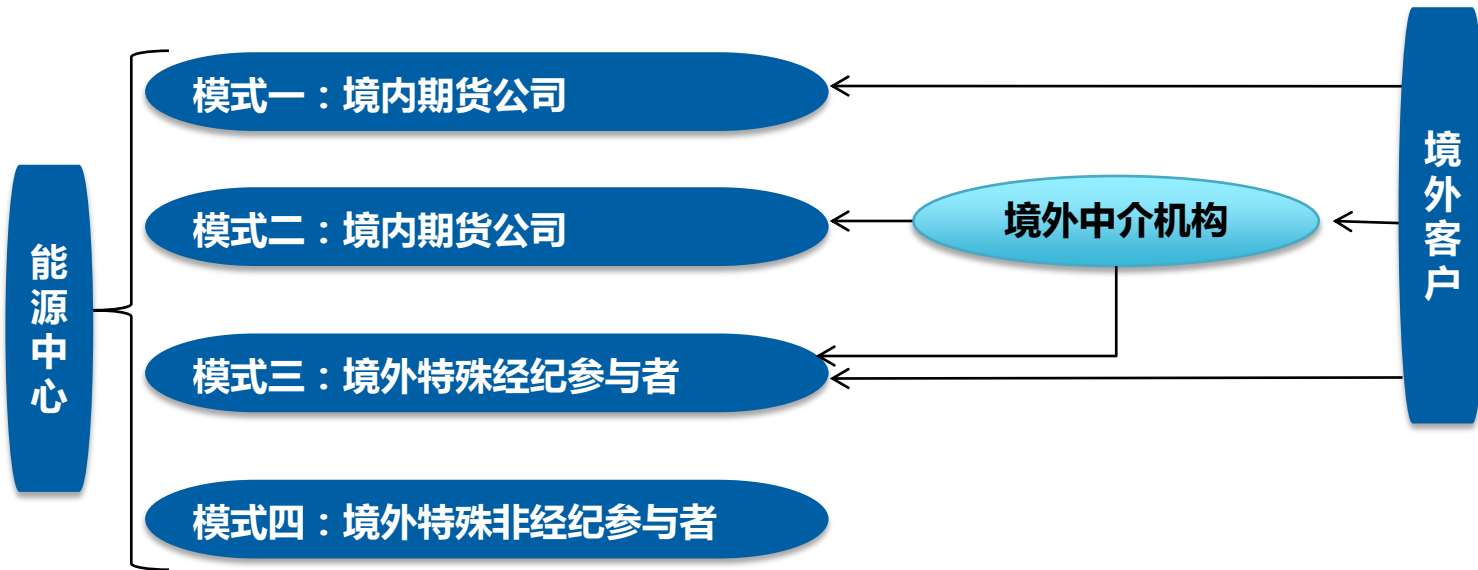 能源中心
模式一：境内期货公司
模式二：境内期货公司
模式三：境外特殊经纪参与者
模式四：境外特殊非经纪参与者
境外中介机构
境外客户